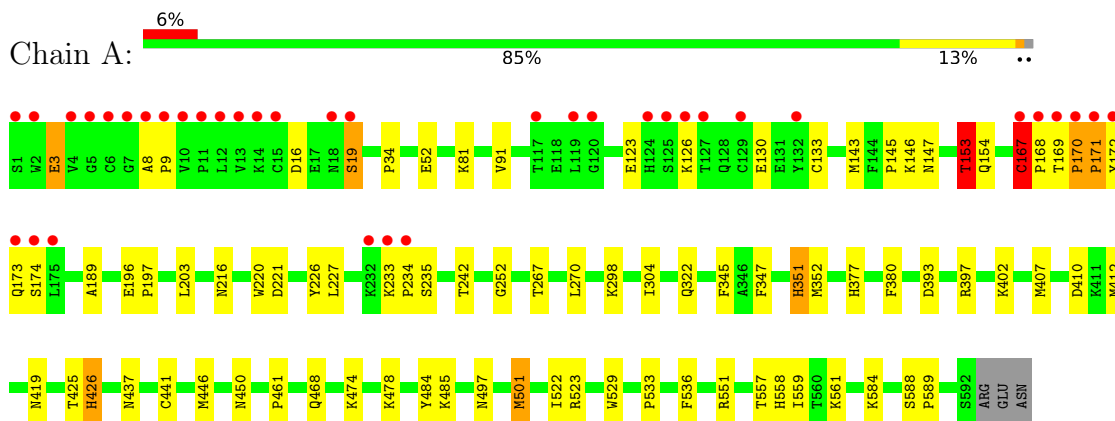 6%
Chain A:
85% 13% ••
S1 W2 E3 V4 G5 C6 G7 A8 P9 V10 P11 L12 V13 K14 C15 D16 E17 N18 S19 P34 E52 K81 V91 T117 E118 L119 G120 E123 H124 S125 K126 T127 Q128 C129 E130 E131 Y132 C133 M143 F144 P145 K146 N147 T153 Q154 C167 P168 T169 P170 P171 Y172
Q173 S174 L175 A189 E196 P197 L203 N216 W220 D221 Y226 L227 K232 K233 P234 S235 T242 G252 T267 L270 K298 I304 Q322 F345 A346 F347 H351 M352 H377 F380 D393 R397 K402 M407 D410 K411 M412
N419 T425 H426 N437 C441 M446 N450 P461 Q468 K474 K478 Y484 K485 N497 M501 I522 R523 W529 P533 F536 R551 T557 H558 I559 T560 K561 K584 S588 P589 S592 ARG GLU ASN